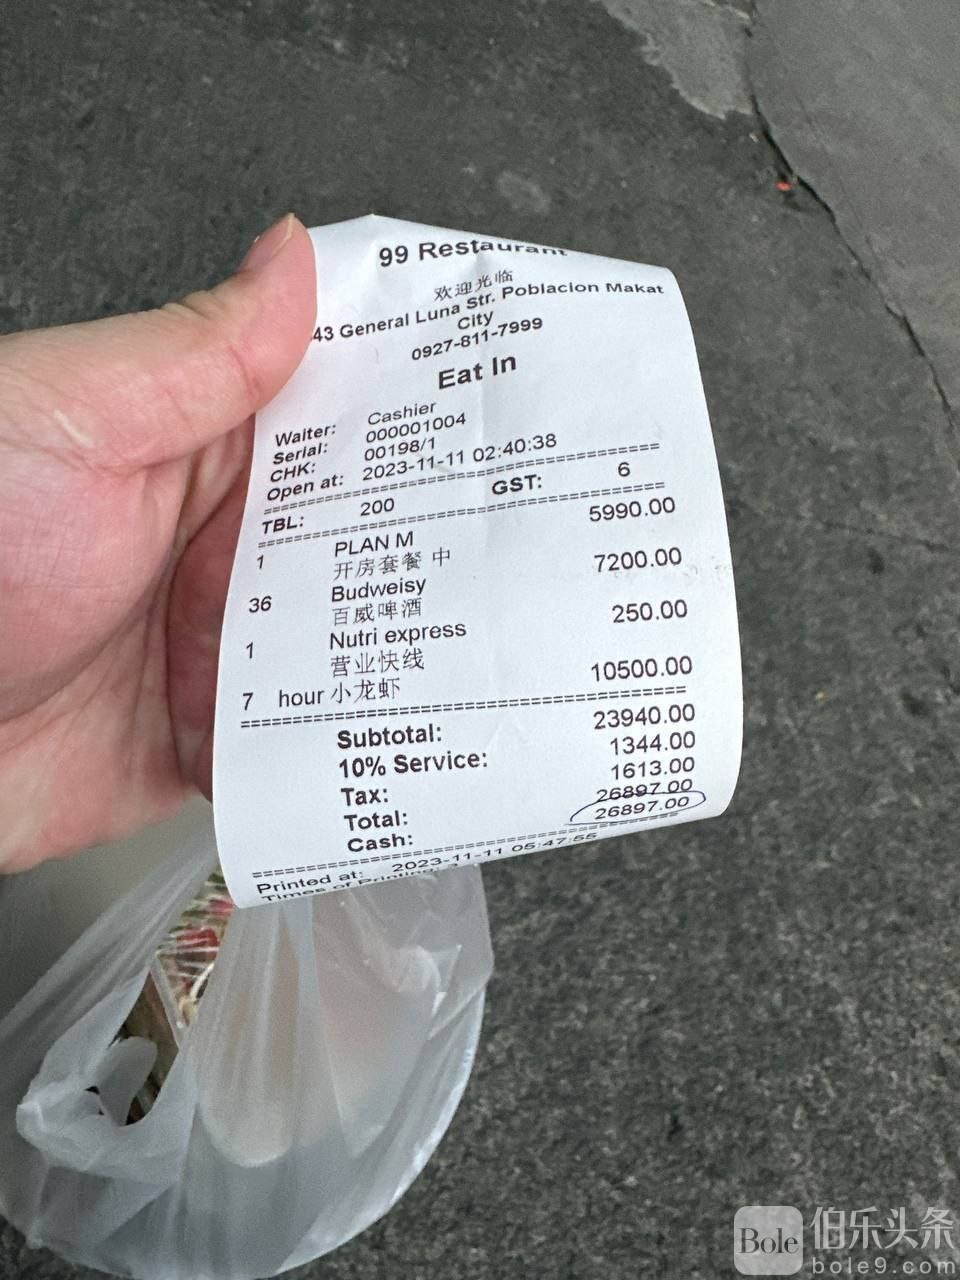 99 Restaurant
欢迎光临
43 General Luna Str. Poblacion Makat
City
0927-811-7999
Eat In
Waiter: Cashier
Serial: 000001004
CHK: 00198/1
Open at: 2023-11-11 02:40:38
TBL: 200 GST: 6
1 PLAN M 5990.00
开房套餐 中
36 Budweisy 7200.00
百威啤酒
1 Nutri express 250.00
营业快线
7 hour 小龙虾 10500.00
Subtotal: 23940.00
10% Service: 1344.00
Tax: 1613.00
Total: 26897.00
Cash: 26897.00
Printed at: 2023-11-11 05:47:55
Times of Printing:
Bole 伯乐头条
bole9.com